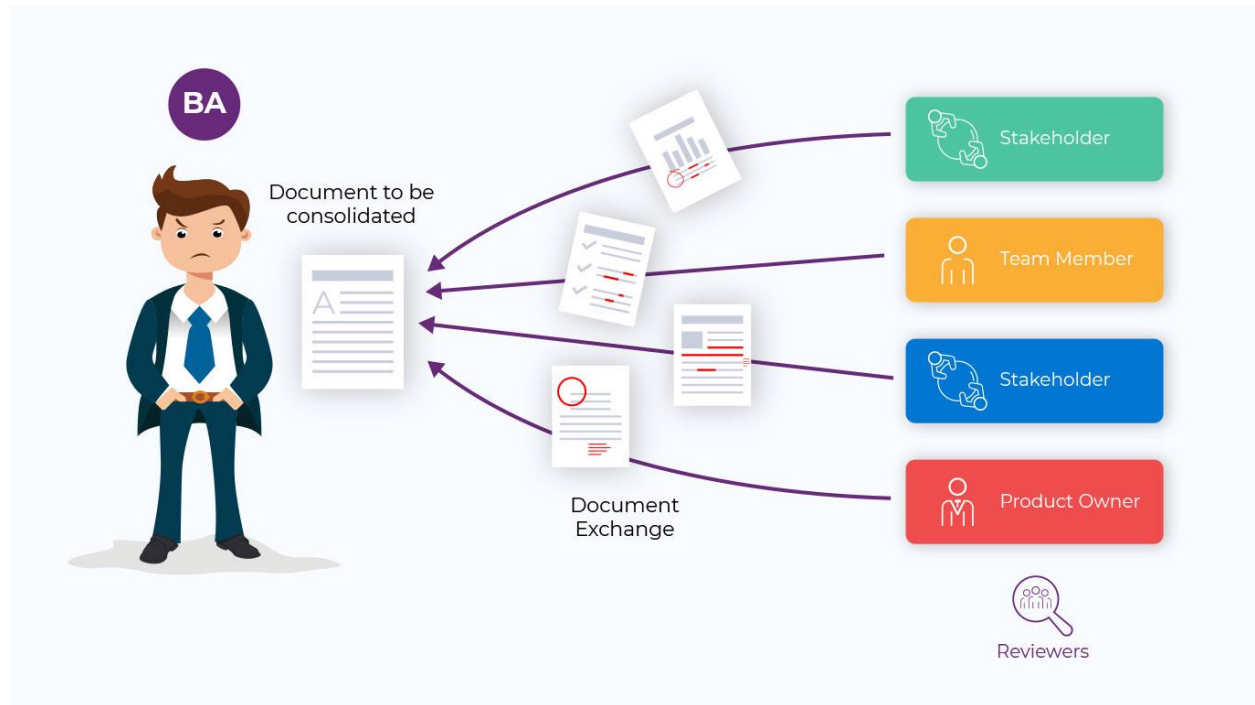 BA
Document to be
consolidated
A
Document
Exchange
Stakeholder
Team Member
Stakeholder
Product Owner
Reviewers